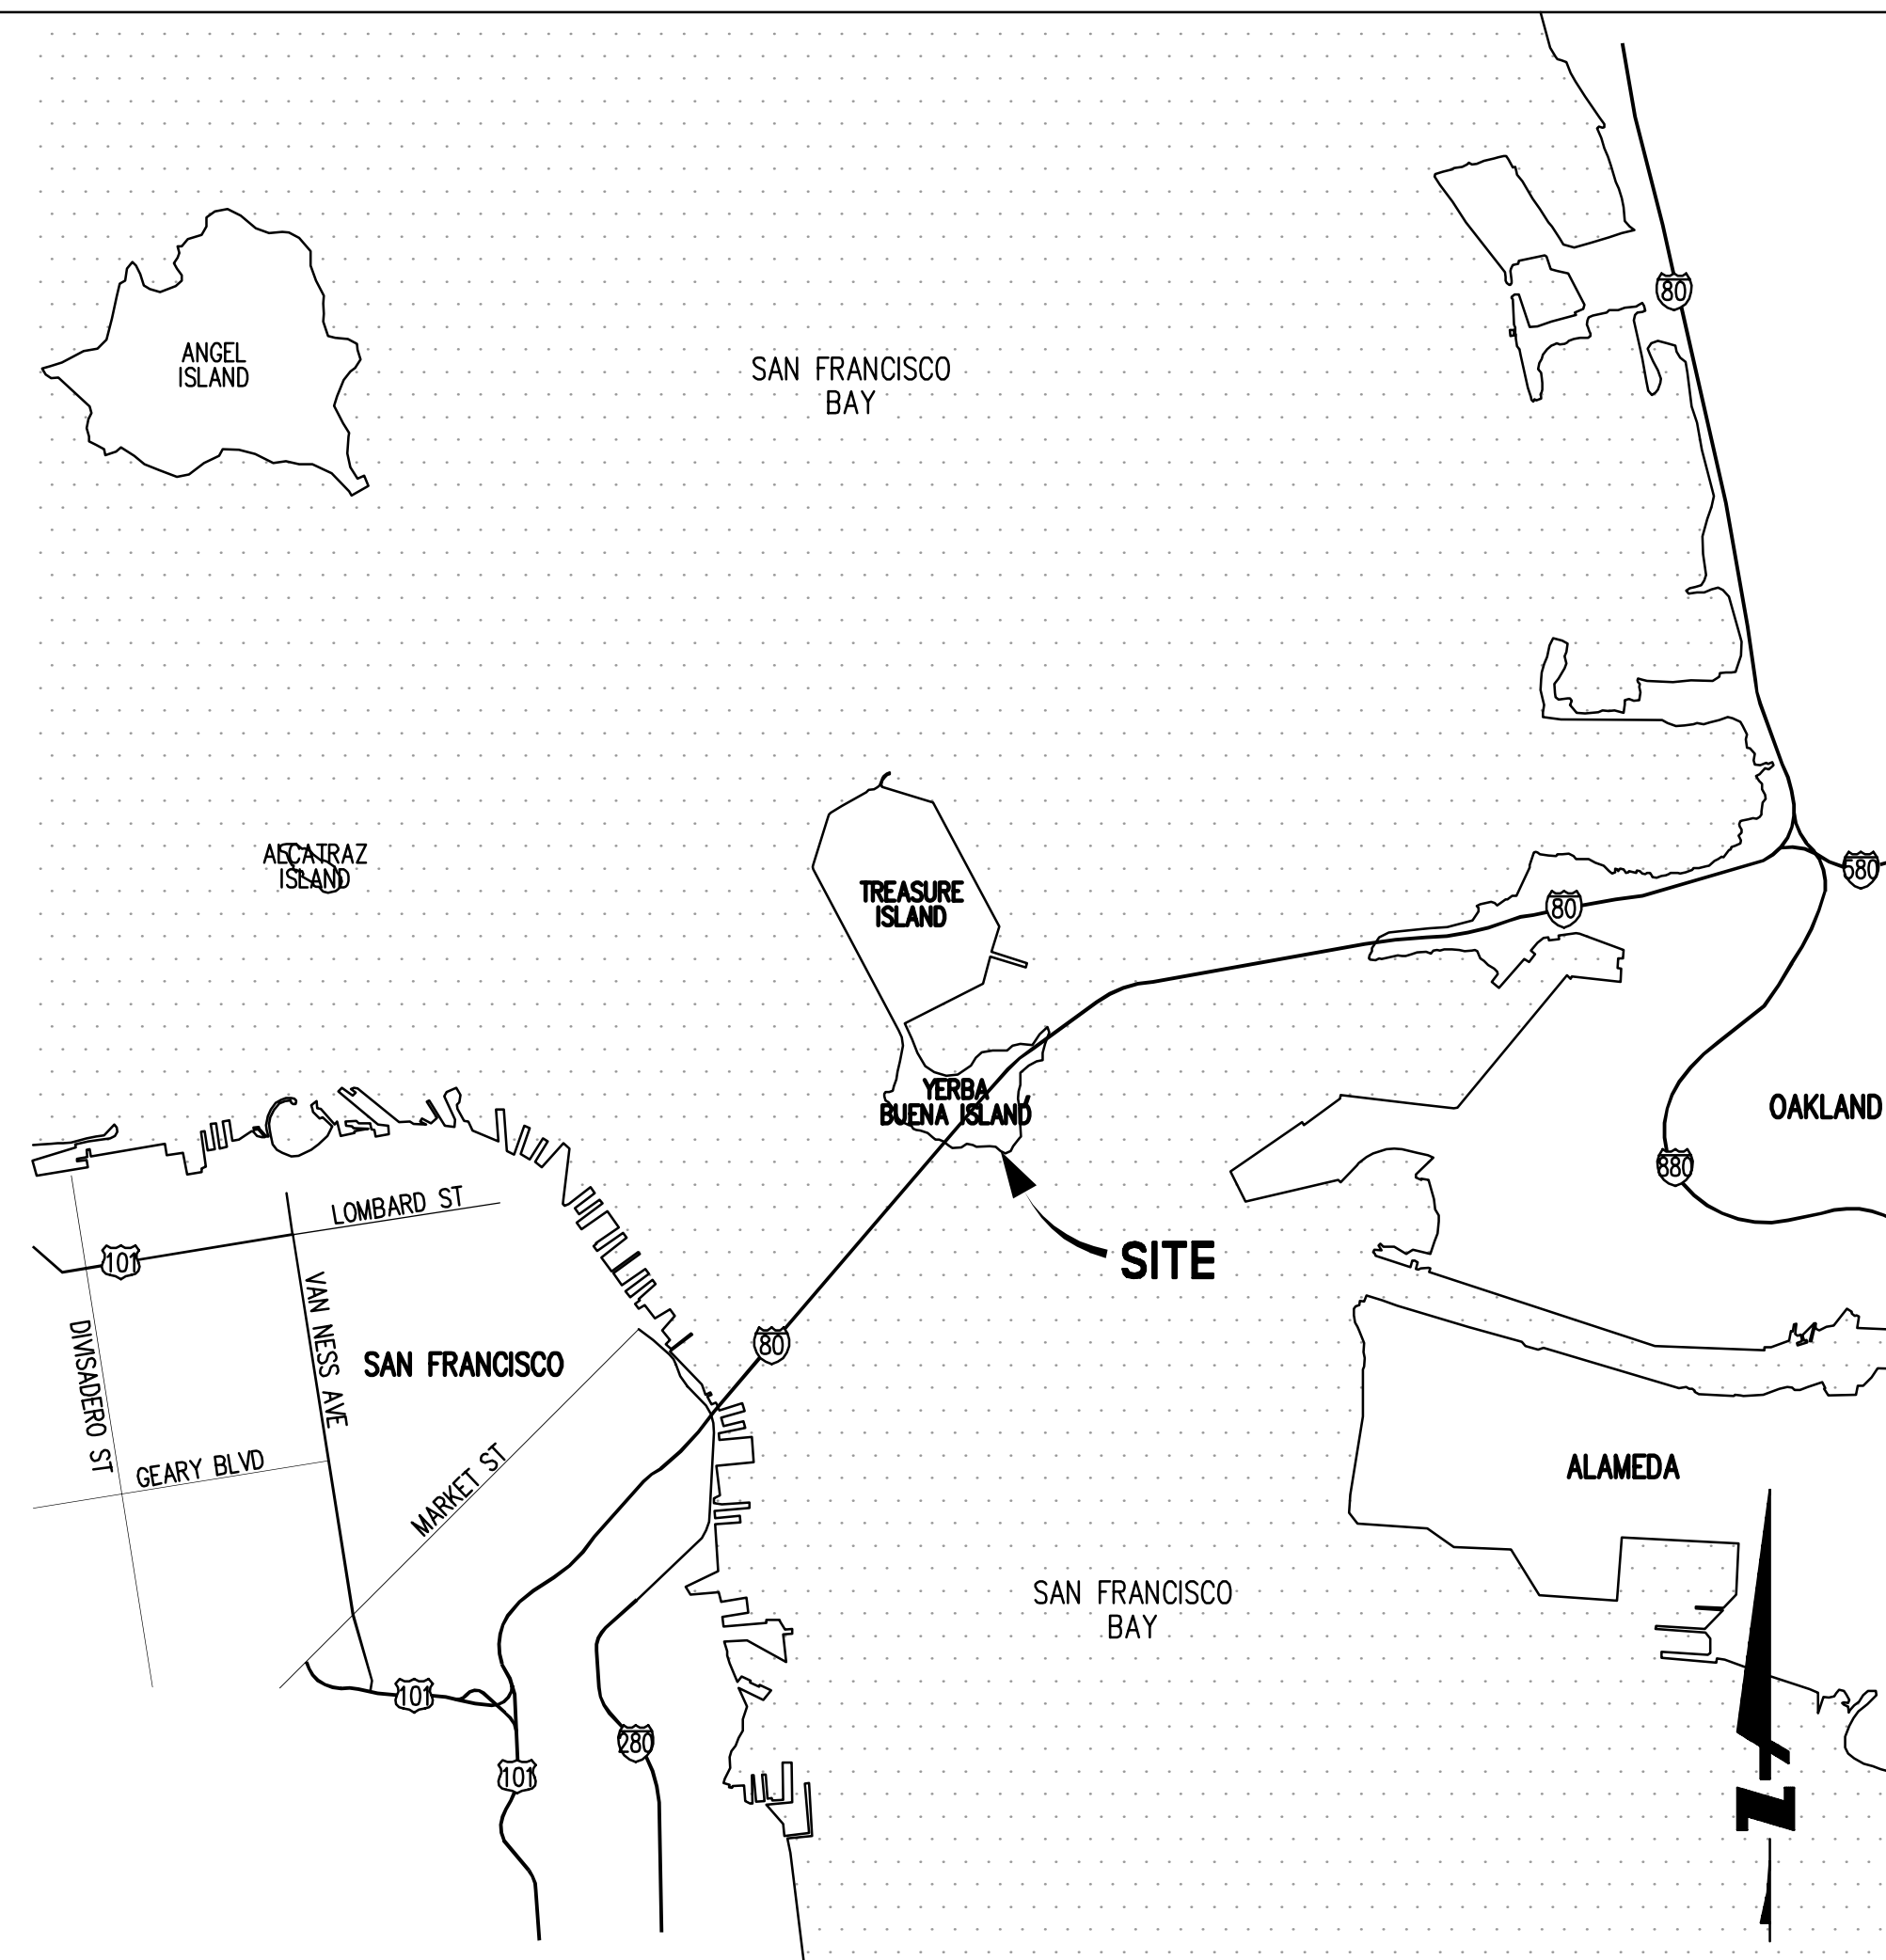 80
ANGEL
ISLAND
SAN FRANCISCO
BAY
ALCATRAZ
ISLAND
TREASURE
ISLAND
580
80
YERBA
BUENA ISLAND
OAKLAND
880
LOMBARD ST
SITE
101
VAN NESS AVE
DIVISADERO ST
SAN FRANCISCO
80
GEARY BLVD
MARKET ST
ALAMEDA
SAN FRANCISCO
BAY
101
280
101
N